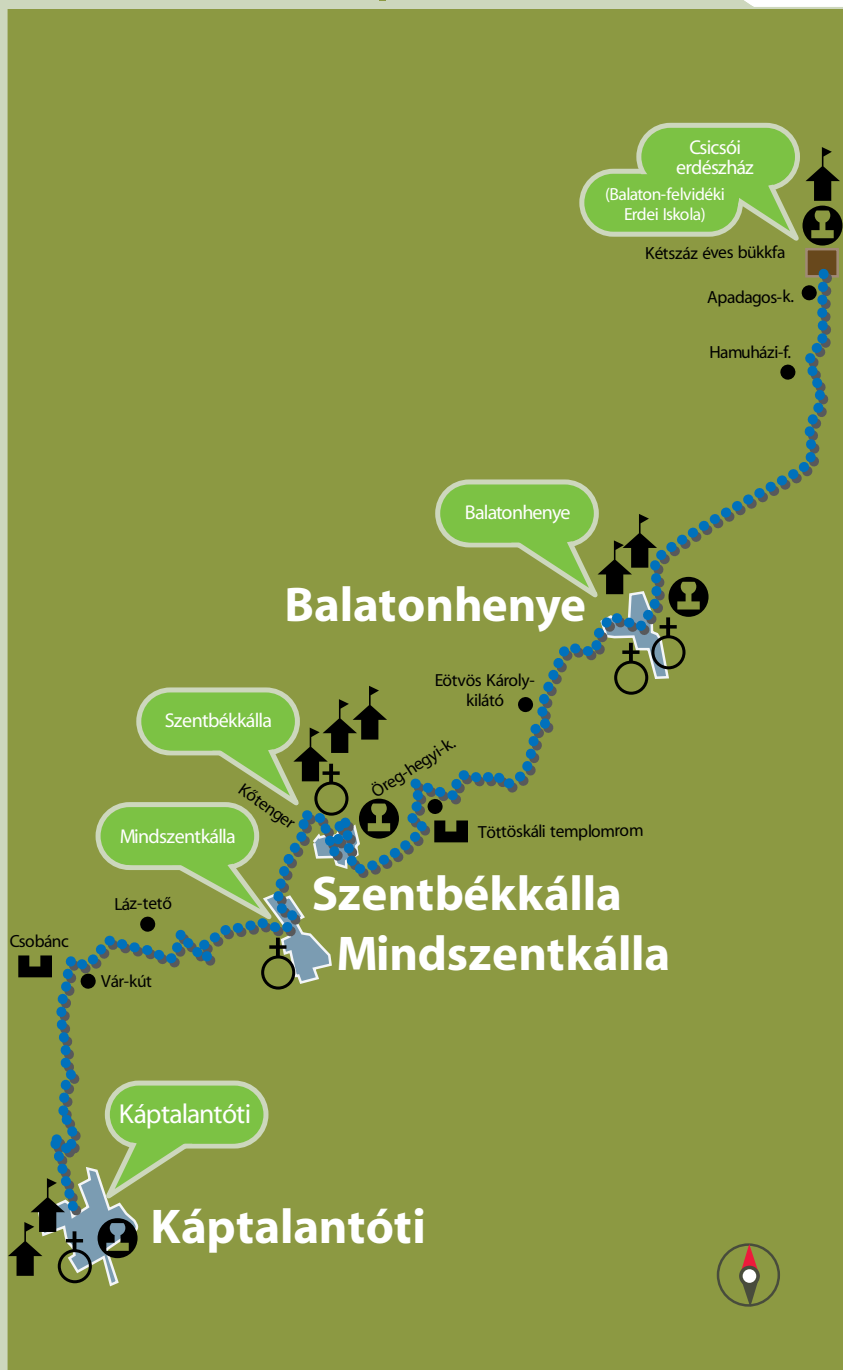 Csicsói
erdészház
(Balaton-felvidéki
Erdei Iskola)
Kétszáz éves bükkfa
Apadagos-k.
Hamuházi-f.
Balatonhenye
Balatonhenye
Eötvös Károly-
kilátó
Szentbékkálla
Öreg-hegyi-k.
Kőtenger
Töttöskáli templomrom
Mindszentkálla
Szentbékkálla
Láz-tető
Csobánc
Mindszentkálla
Vár-kút
Káptalantóti
Káptalantóti